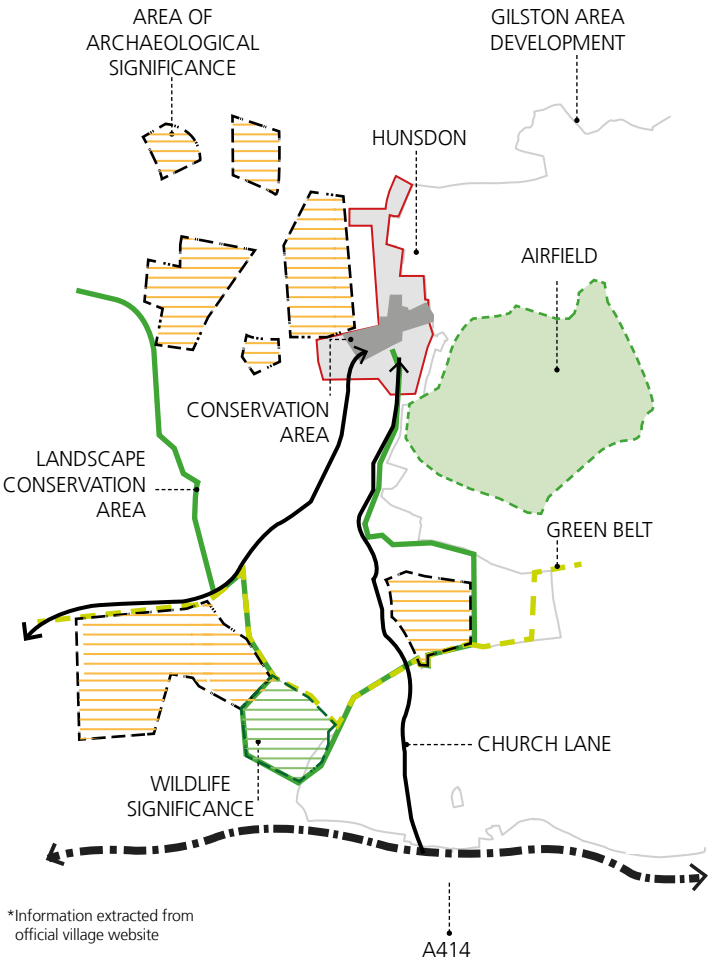 AREA OF
ARCHAEOLOGICAL
SIGNIFICANCE
GILSTON AREA
DEVELOPMENT
HUNSDON
AIRFIELD
CONSERVATION
AREA
LANDSCAPE
CONSERVATION
AREA
GREEN BELT
CHURCH LANE
WILDLIFE
SIGNIFICANCE
*Information extracted from
official village website
A414